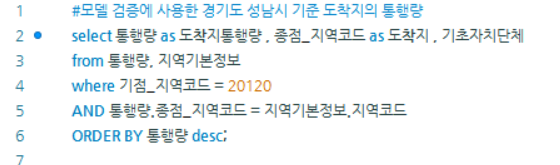 1 #모델 검증에 사용한 경기도 성남시 기준 도착지의 통행량
2 select 통행량 as 도착지통행량 , 종점_지역코드 as 도착지 , 기초자치단체
3 from 통행량, 지역기본정보
4 where 기점_지역코드 = 20120
5 AND 통행량.종점_지역코드 = 지역기본정보.지역코드
6 ORDER BY 통행량 desc;
7